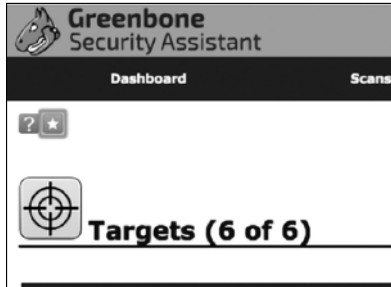 Greenbone
Security Assistant
Dashboard Scans
?
Targets (6 of 6)